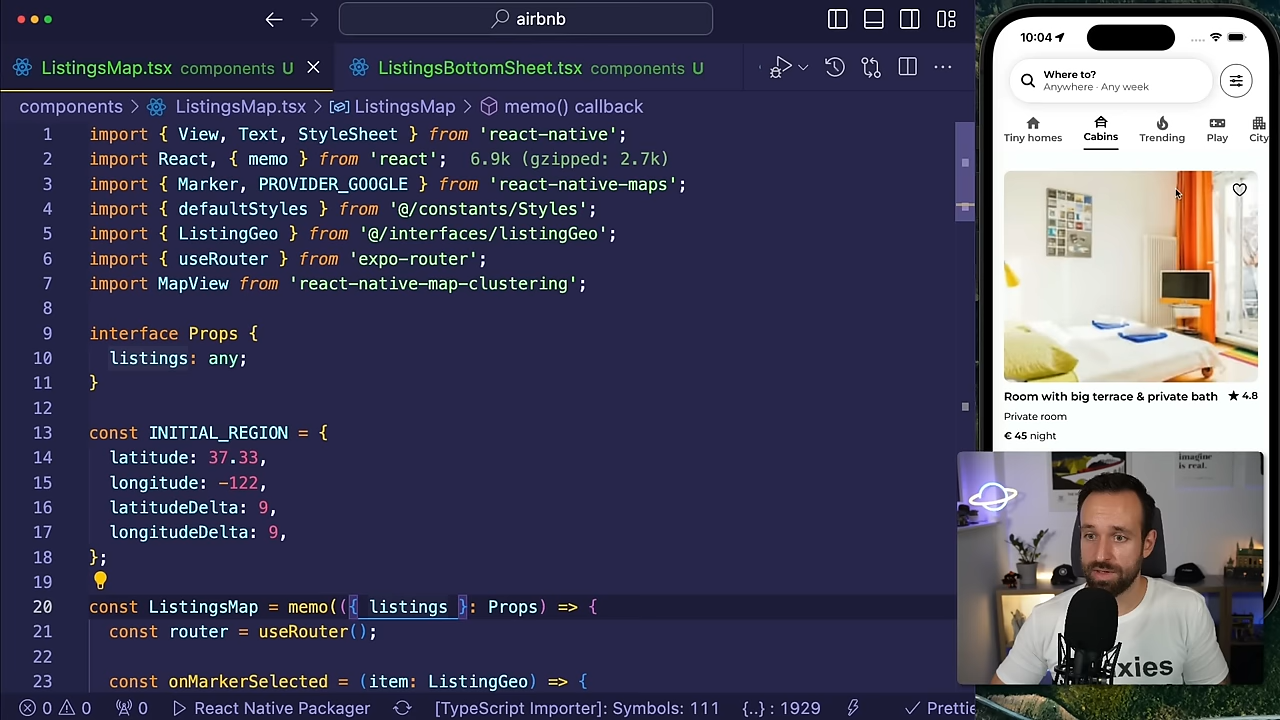 airbnb
ListingsMap.tsx components U
ListingsBottonSheet.tsx components U
components > ListingsMap.tsx > ListingsMap > memo() callback
1 import { View, Text, StyleSheet } from 'react-native';
2 import React, { memo } from 'react'; 6.9k (gzipped: 2.7k)
3 import { Marker, PROVIDER_GOOGLE } from 'react-native-maps';
4 import { defaultStyles } from '@/constants/Styles';
5 import { ListingGeo } from '@/interfaces/listingGeo';
6 import { useRouter } from 'expo-router';
7 import MapView from 'react-native-map-clustering';
8
9 interface Props {
10 listings: any;
11 }
12
13 const INITIAL_REGION = {
14 latitude: 37.33,
15 longitude: -122,
16 latitudeDelta: 9,
17 longitudeDelta: 9,
18 };
19
20 const ListingsMap = memo(({ listings }: Props) => {
21 const router = useRouter();
22
23 const onMarkerSelected = (item: ListingGeo) => {
0 0 0 React Native Packager [TypeScript Importer]: Symbols: 111 {..} : 1929
10:04
Where to?
Anywhere · Any week
Tiny homes Cabins Trending Play City
Room with big terrace & private bath 4.8
Private room
€ 45 night
imagine
is real.